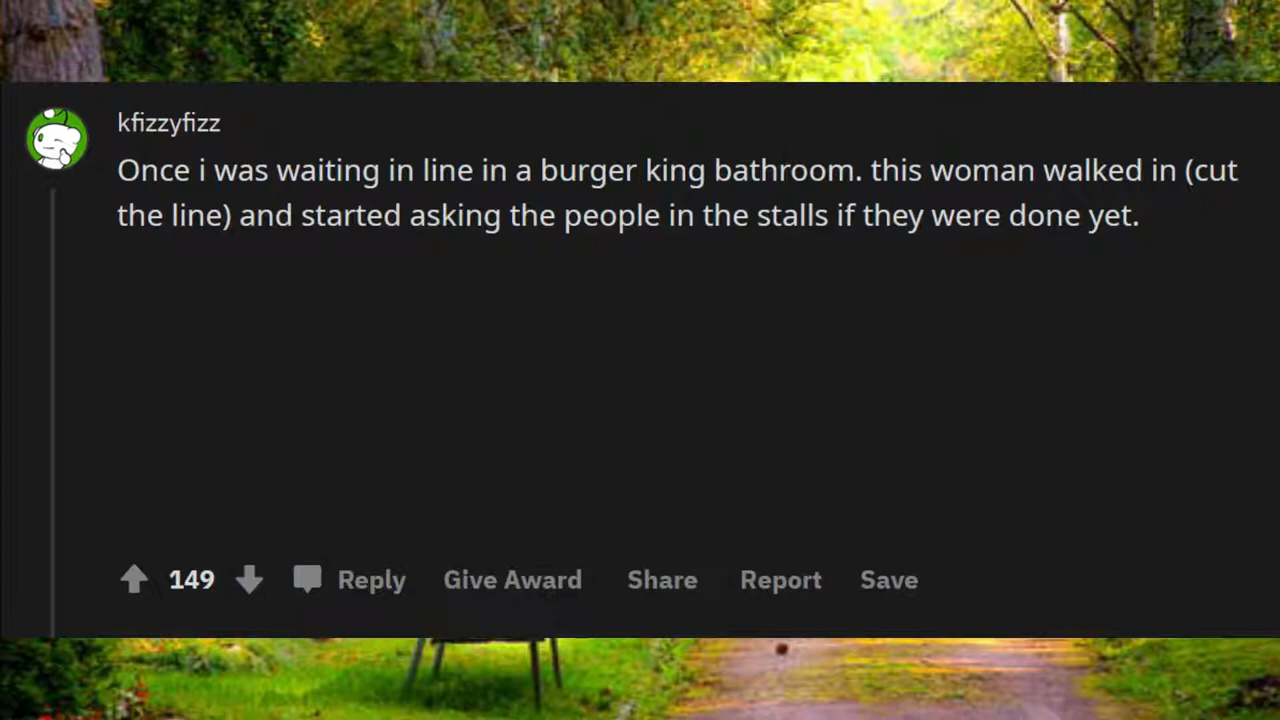 kfizzyfizz
Once i was waiting in line in a burger king bathroom. this woman walked in (cut
the line) and started asking the people in the stalls if they were done yet.
149 Reply Give Award Share Report Save